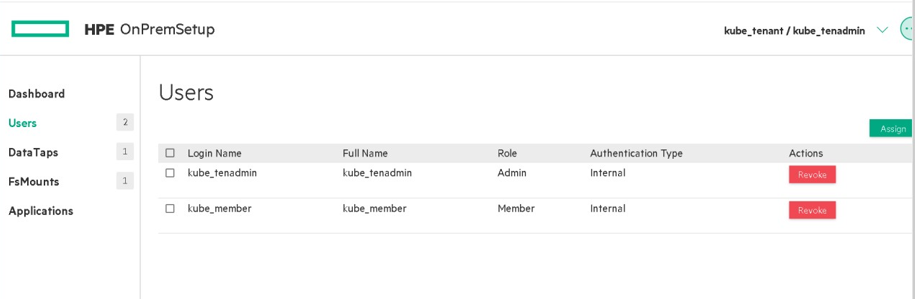 HPE OnPremSetup
kube_tenant / kube_tenadmin
Dashboard
Users 2
DataTaps 1
FsMounts 1
Applications
Users
Assign
Login Name Full Name Role Authentication Type Actions
kube_tenadmin kube_tenadmin Admin Internal Revoke
kube_member kube_member Member Internal Revoke